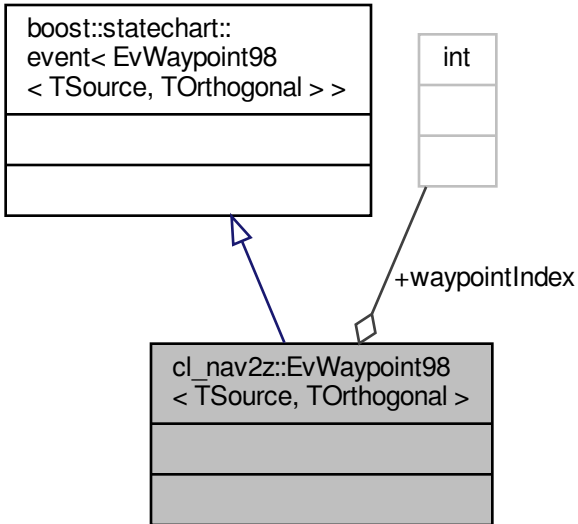 boost::statechart::
event< EvWaypoint98
< TSource, TOrthogonal > >
int
+waypointIndex
cl_nav2z::EvWaypoint98
< TSource, TOrthogonal >